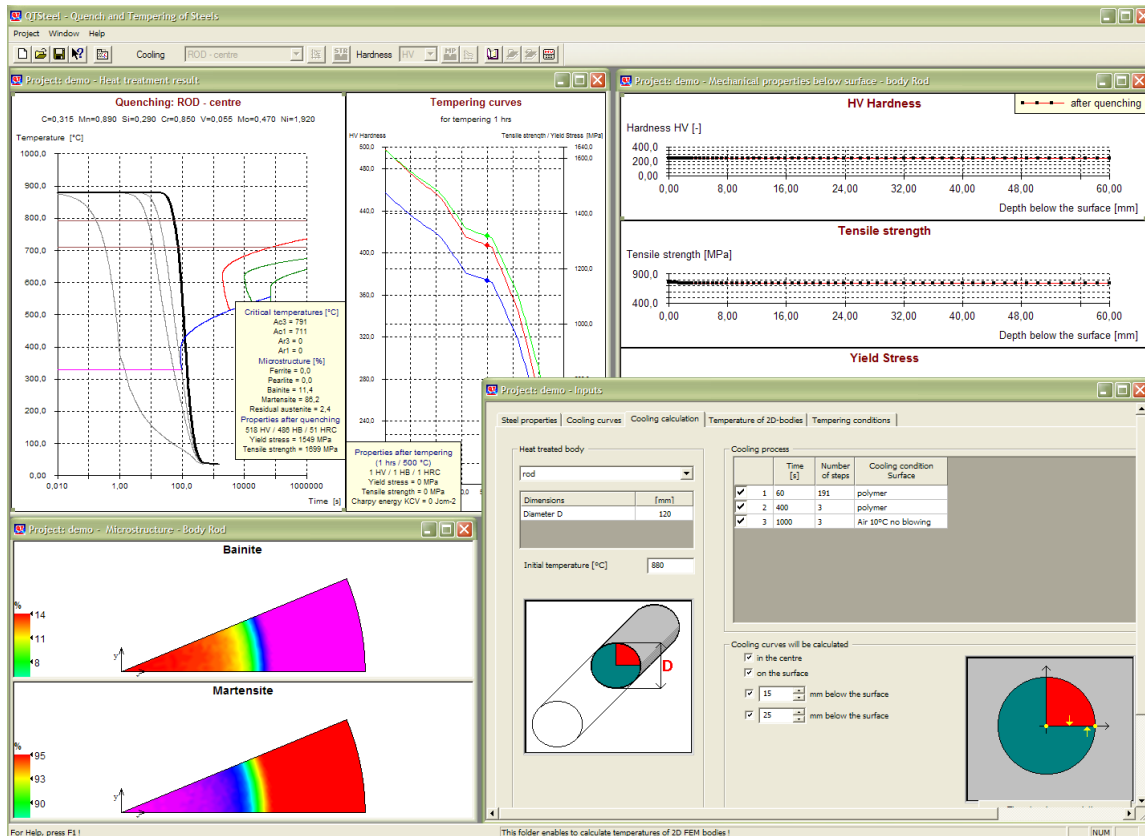 QTSteel - Quench and Tempering of Steels
Project Window Help
Cooling ROD - centre STR Hardness HV MP
Project: demo - Heat treatment result
Quenching: ROD - centre
C=0,315 Mn=0,890 Si=0,290 Cr=0,850 V=0,055 Mo=0,470 Ni=1,920
Temperature [°C]
1000,0
900,0
800,0
700,0
600,0
500,0
400,0
300,0
200,0
100,0
0,00
0,010 1,00 100,0 10000 1000000
Time [s]
Critical temperatures [°C]
Ac3 = 791
Ac1 = 711
Ar3 = 0
Ar1 = 0
Microstructure [%]
Ferrite = 0,0
Pearlite = 0,0
Bainite = 11,4
Martensite = 86,2
Residual austenite = 2,4
Properties after quenching
518 HV / 486 HB / 51 HRC
Yield stress = 1549 MPa
Tensile strength = 1699 MPa
Tempering curves
for tempering 1 hrs
HV Hardness Tensile strength / Yield Stress [MPa]
500,0 1640,0
1600,0
440,0
1400,0
400,0
1200,0
340,0
1000,0
280,0
240,0
200,0
Properties after tempering
(1 hrs / 500 °C)
1 HV / 1 HB / 1 HRC
Yield stress = 0 MPa
Tensile strength = 0 MPa
Charpy energy KCV = 0 Jcm-2
Project: demo - Mechanical properties below surface - body Rod
HV Hardness
after quenching
Hardness HV [-]
400,0
200,0
0,00
0,00 8,00 16,00 24,00 32,00 40,00 48,00 60,00
Depth below the surface [mm]
Tensile strength
Tensile strength [MPa]
900,0
400,0
0,00 8,00 16,00 24,00 32,00 40,00 48,00 60,00
Depth below the surface [mm]
Yield Stress
Project: demo - Microstructure - Body Rod
Bainite
%
14
11
8
y
Martensite
%
95
93
90
y
Project: demo - Inputs
Steel properties Cooling curves Cooling calculation Temperature of 2D-bodies Tempering conditions
Heat treated body
rod
Dimensions [mm]
Diameter D 120
Initial temperature [°C] 880
D
Cooling process
Time [s] Number of steps Cooling condition Surface
1 60 191 polymer
2 400 3 polymer
3 1000 3 Air 10°C no blowing
Cooling curves will be calculated
in the centre
on the surface
15 mm below the surface
25 mm below the surface
For Help, press F1 !
This folder enables to calculate temperatures of 2D FEM bodies !
NUM